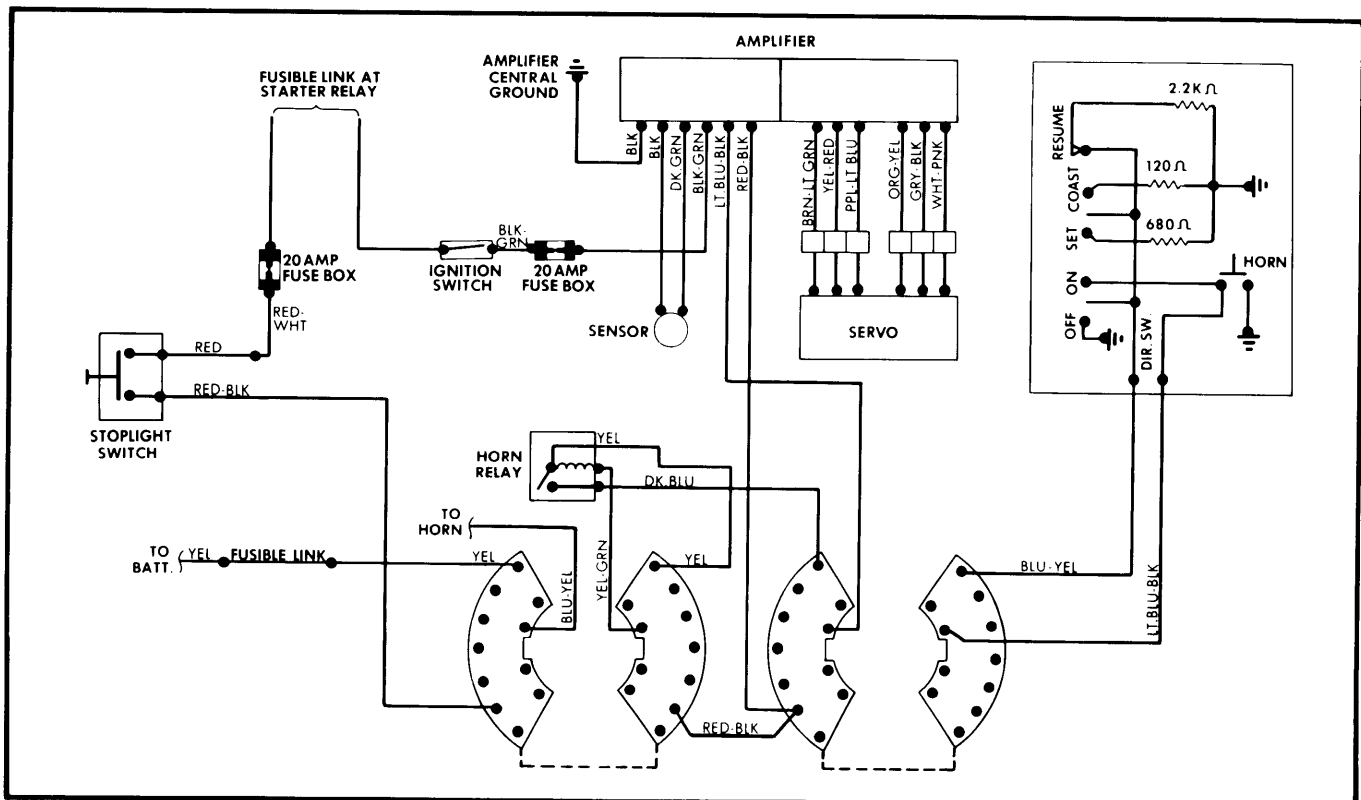 AMPLIFIER
AMPLIFIER
CENTRAL
GROUND
FUSIBLE LINK AT
STARTER RELAY
BLK
BLK
DK. GRN
BLK-GRN
LT. BLU-BLK
RED-BLK
BRN-LT GRN
YEL-RED
PPL-LT BLU
ORG-YEL
GRY-BLK
WHT-PNK
2.2K Ω
RESUME
120 Ω
COAST
680 Ω
SET
HORN
ON
OFF
DIR. SW.
20 AMP
FUSE BOX
BLK-
GRN
IGNITION
SWITCH
20 AMP
FUSE BOX
RED-
WHT
SENSOR
SERVO
RED
RED-BLK
STOPLIGHT
SWITCH
HORN
RELAY
YEL
DK. BLU
TO
HORN
TO
BATT.
YEL
FUSIBLE LINK
YEL
BLU-YEL
YEL-GRN
YEL
BLU-YEL
LT. BLU-BLK
RED-BLK